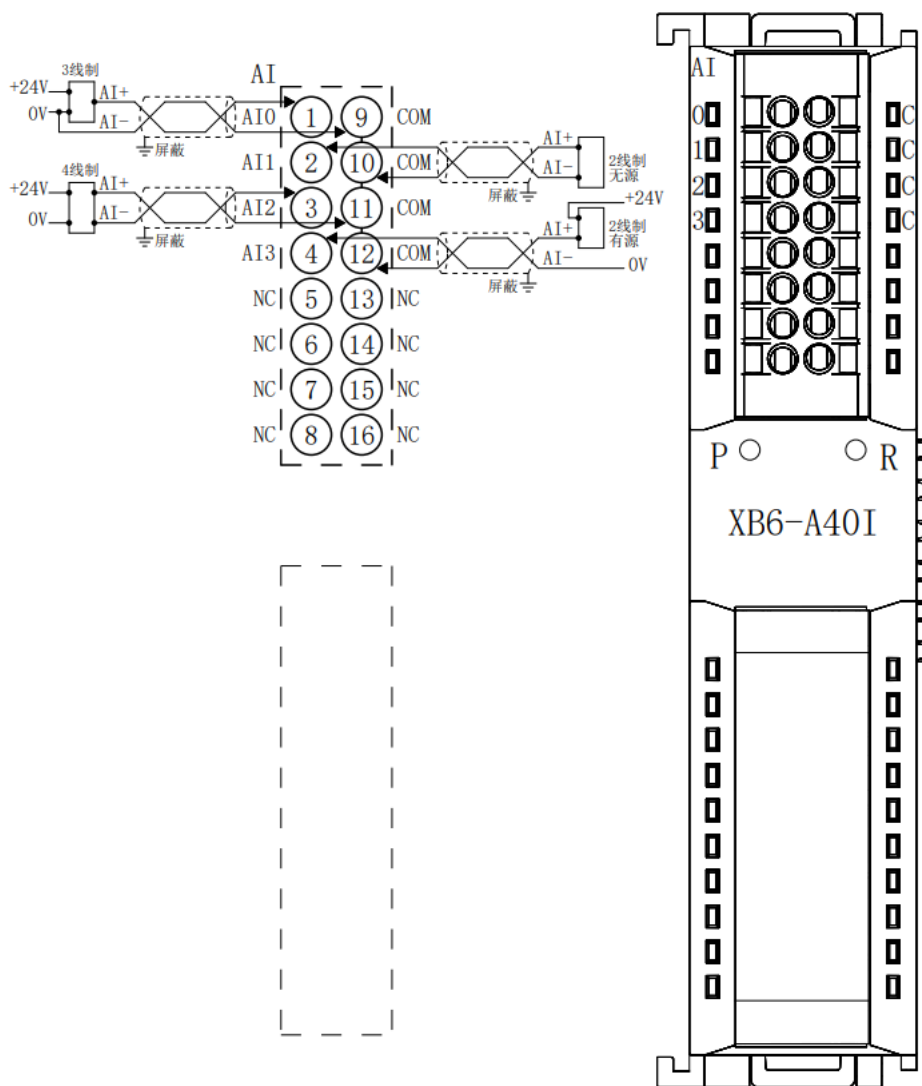 AI
3线制
+24V
0V
AI+
AI-
屏蔽
AI0
1
9
COM
AI1
2
10
COM
AI+
AI-
屏蔽
2线制
无源
4线制
+24V
0V
AI+
AI-
屏蔽
AI2
3
11
COM
+24V
AI3
4
12
COM
AI+
AI-
屏蔽
2线制
有源
0V
NC
5
13
NC
NC
6
14
NC
NC
7
15
NC
NC
8
16
NC
AI
0
C
1
C
2
C
3
C
P
R
XB6-A40I